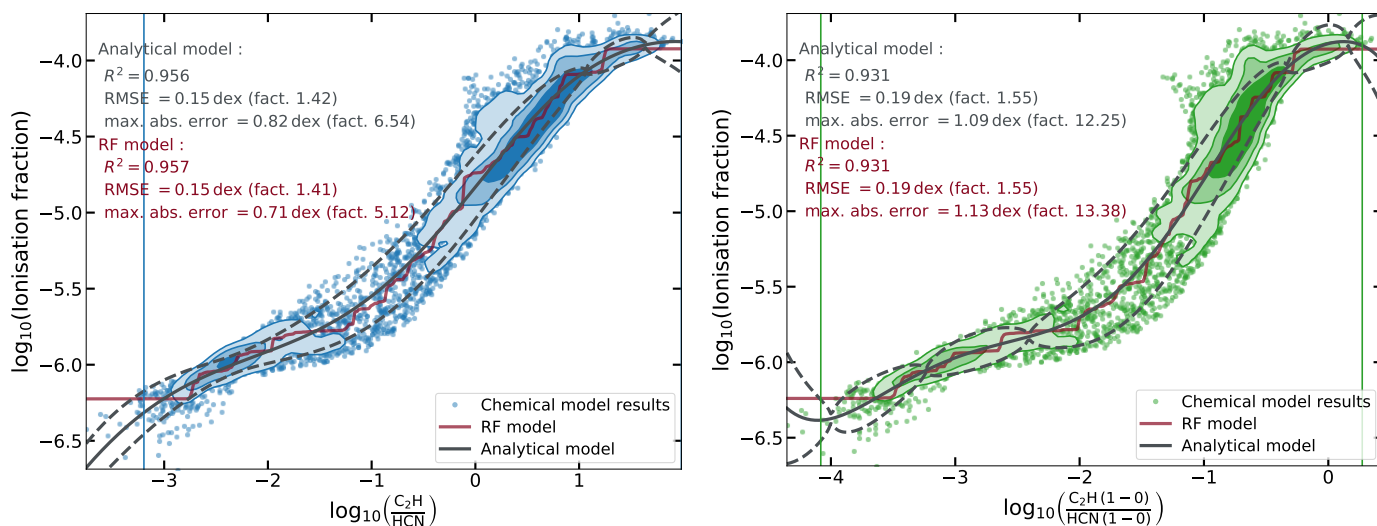 Analytical model :
R² = 0.956
RMSE = 0.15 dex (fact. 1.42)
max. abs. error = 0.82 dex (fact. 6.54)
RF model :
R² = 0.957
RMSE = 0.15 dex (fact. 1.41)
max. abs. error = 0.71 dex (fact. 5.12)
log₁₀(Ionisation fraction)
−4.0
−4.5
−5.0
−5.5
−6.0
−6.5
Chemical model results
RF model
Analytical model
−3 −2 −1 0 1
log₁₀(C₂H/HCN)
Analytical model :
R² = 0.931
RMSE = 0.19 dex (fact. 1.55)
max. abs. error = 1.09 dex (fact. 12.25)
RF model :
R² = 0.931
RMSE = 0.19 dex (fact. 1.55)
max. abs. error = 1.13 dex (fact. 13.38)
log₁₀(Ionisation fraction)
−4.0
−4.5
−5.0
−5.5
−6.0
−6.5
Chemical model results
RF model
Analytical model
−4 −3 −2 −1 0
log₁₀(C₂H (1 − 0)/HCN (1 − 0))